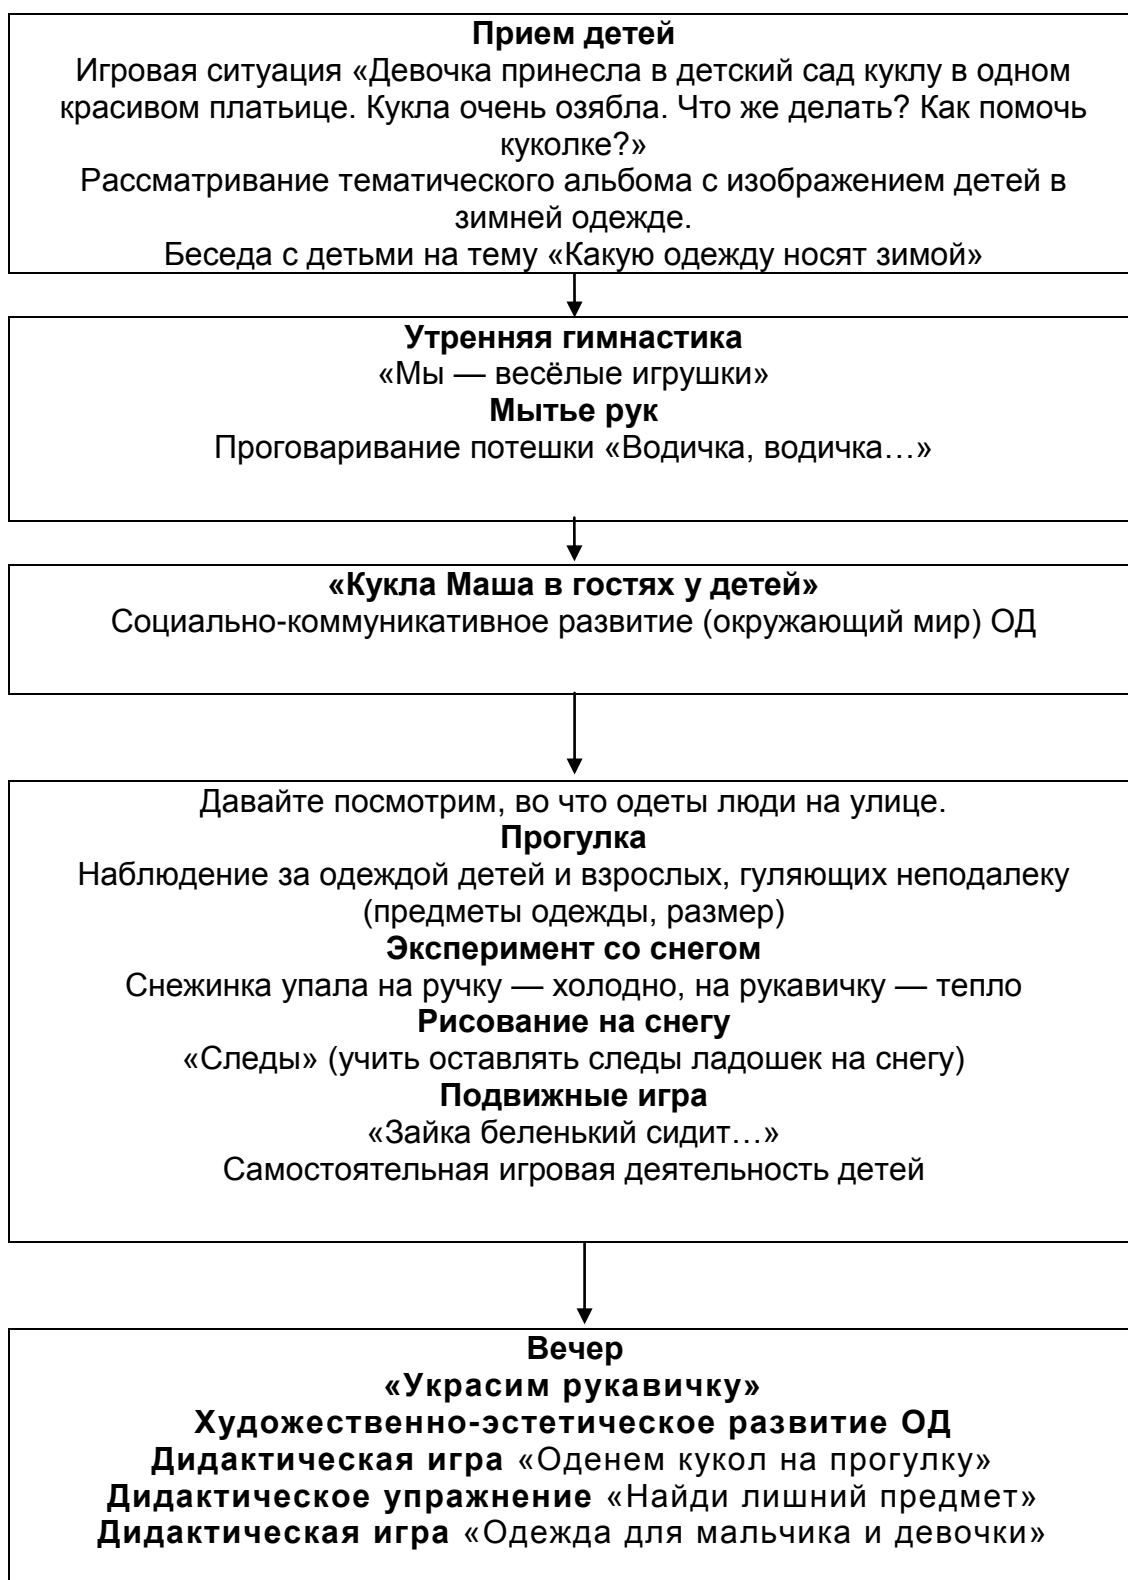 Прием детей
Игровая ситуация «Девочка принесла в детский сад куклу в одном
красивом платьице. Кукла очень озябла. Что же делать? Как помочь
куколке?»
Рассматривание тематического альбома с изображением детей в
зимней одежде.
Беседа с детьми на тему «Какую одежду носят зимой»
Утренняя гимнастика
«Мы — весёлые игрушки»
Мытье рук
Проговаривание потешки «Водичка, водичка…»
«Кукла Маша в гостях у детей»
Социально-коммуникативное развитие (окружающий мир) ОД
Давайте посмотрим, во что одеты люди на улице.
Прогулка
Наблюдение за одеждой детей и взрослых, гуляющих неподалеку
(предметы одежды, размер)
Эксперимент со снегом
Снежинка упала на ручку — холодно, на рукавичку — тепло
Рисование на снегу
«Следы» (учить оставлять следы ладошек на снегу)
Подвижные игра
«Зайка беленький сидит…»
Самостоятельная игровая деятельность детей
Вечер
«Украсим рукавичку»
Художественно-эстетическое развитие ОД
Дидактическая игра «Оденем кукол на прогулку»
Дидактическое упражнение «Найди лишний предмет»
Дидактическая игра «Одежда для мальчика и девочки»